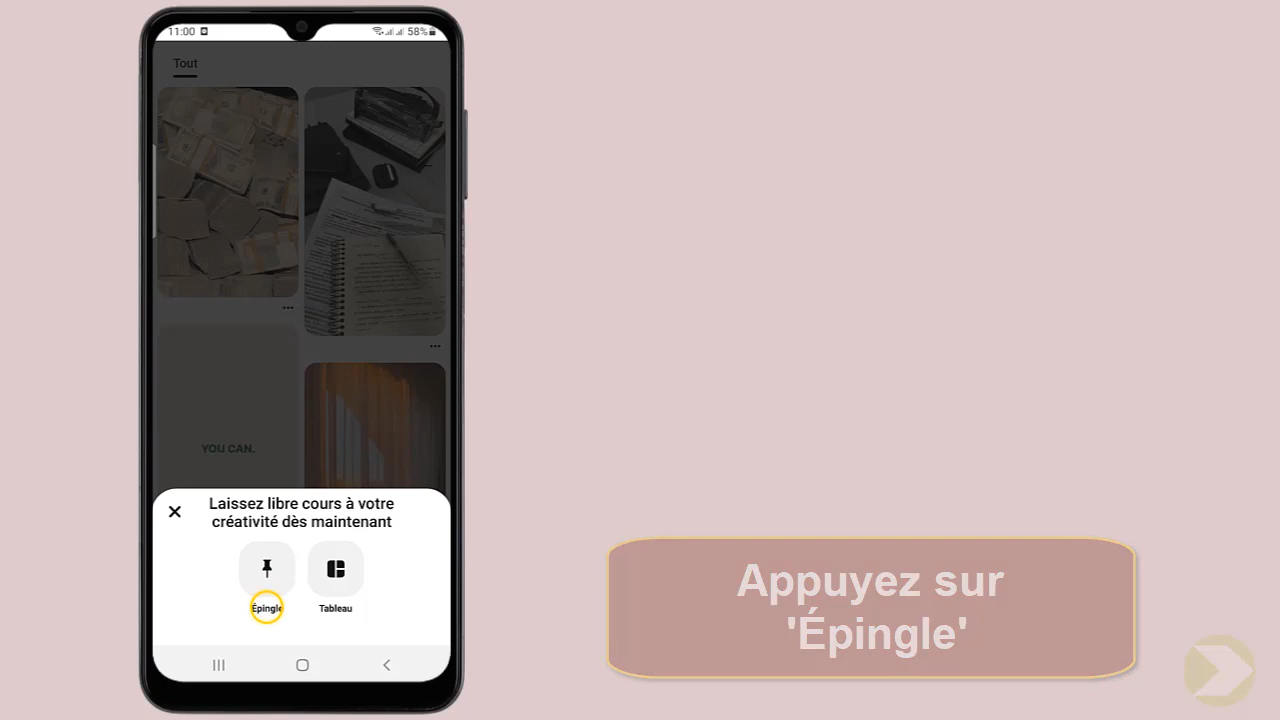 11:00
58%
Tout
YOU CAN.
Laissez libre cours à votre
créativité dès maintenant
Épingle
Tableau
Appuyez sur
'Épingle'